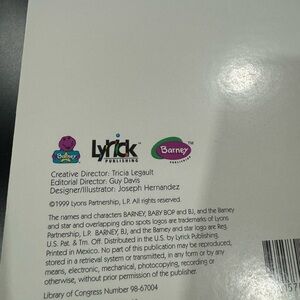 Barney
Lyrick™
PUBLISHING
Barney™
PUBLISHING
Creative Director: Tricia Legault
Editorial Director: Guy Davis
Designer/Illustrator: Joseph Hernandez
©1999 Lyons Partnership, L.P. All rights reserved.
The names and characters BARNEY, BABY BOP and BJ, and the Barney
and star and overlapping dino spots logos are trademarks of Lyons
Partnership, L.P. BARNEY, BJ, and the Barney and star logo are Reg.
U.S. Pat. & Tm. Off. Distributed in the U.S. by Lyrick Publishing.
Printed in Mexico. No part of this publication may be reproduced,
stored in a retrieval system or transmitted, in any form or by any
means, electronic, mechanical, photocopying, recording or
otherwise, without prior permission of the publisher.
Library of Congress Number 98-67004